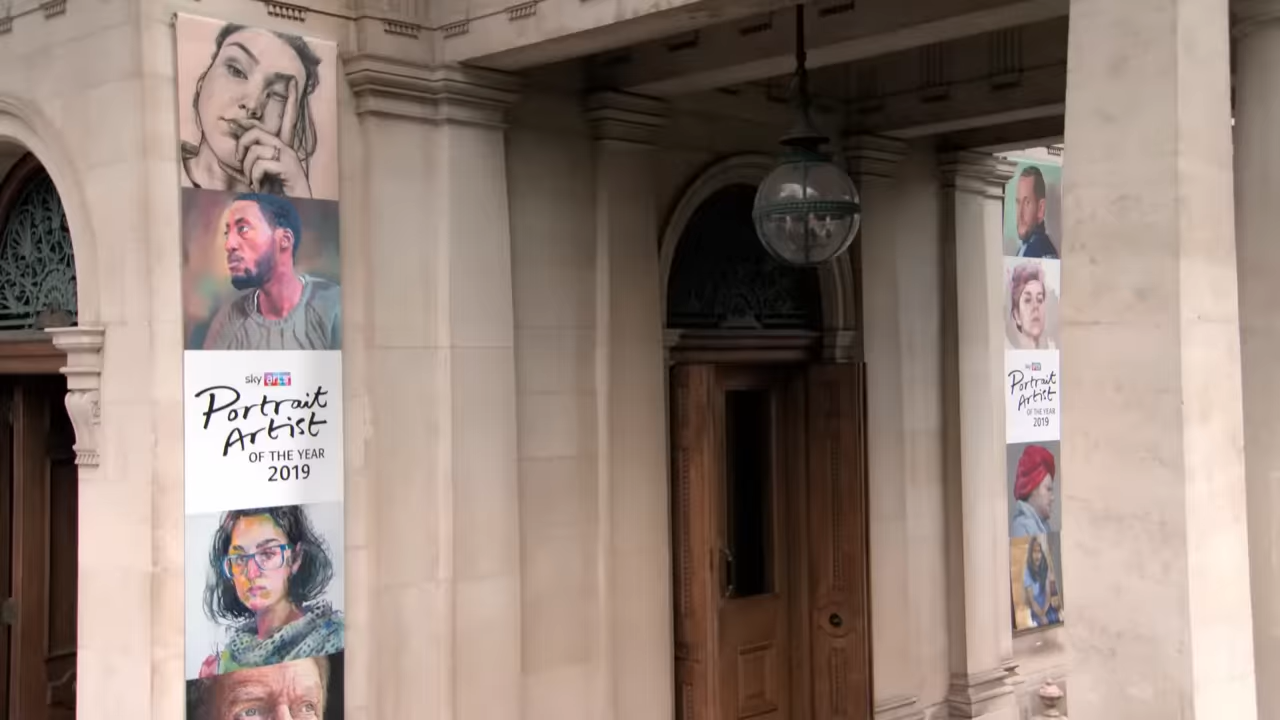 sky arts
Portrait
Artist
OF THE YEAR
2019
sky arts
Portrait
Artist
OF THE YEAR
2019